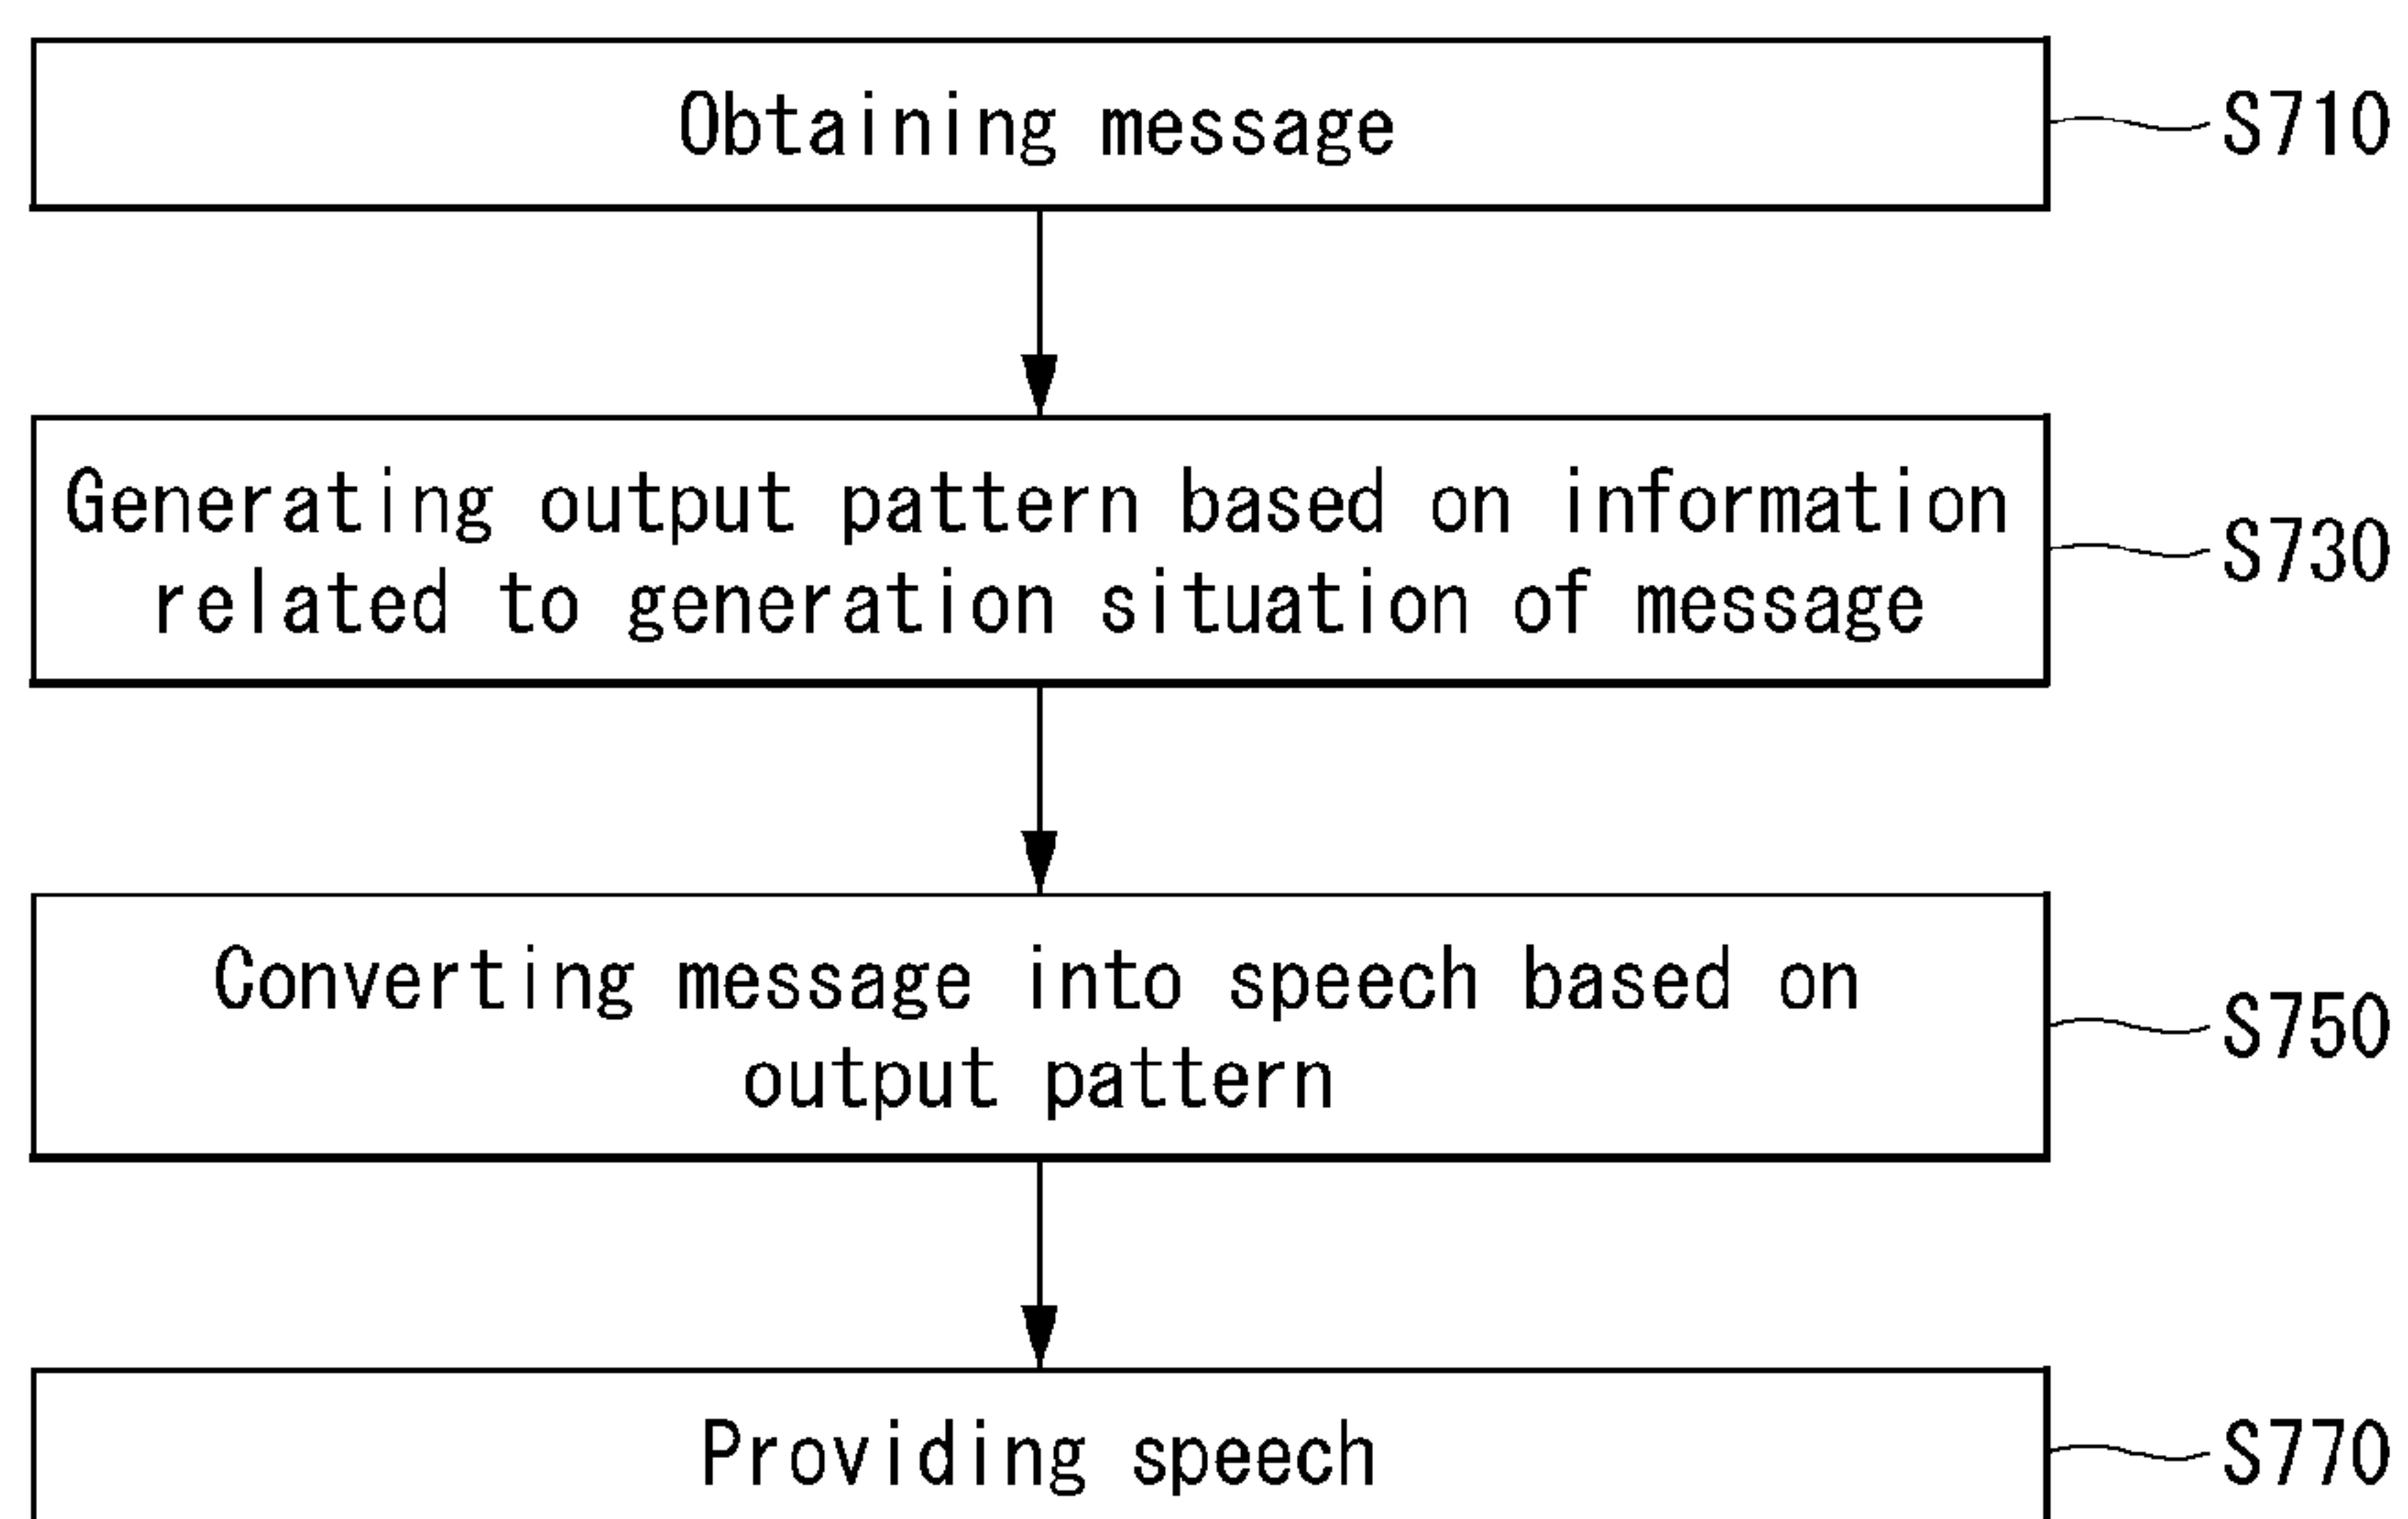 Obtaining message
S710
Generating output pattern based on information
related to generation situation of message
S730
Converting message into speech based on
output pattern
S750
Providing speech
S770